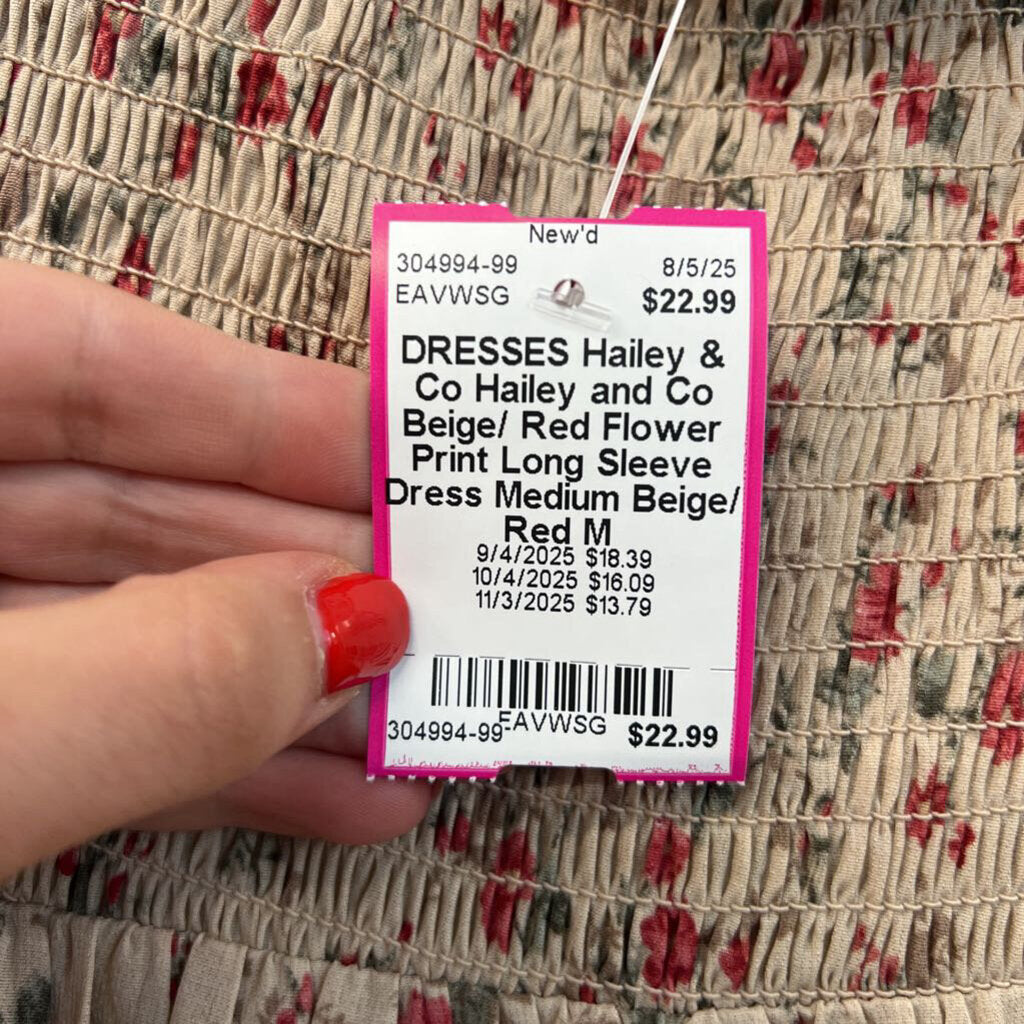 New'd
304994-99 8/5/25
EAVWSG $22.99
DRESSES Hailey &
Co Hailey and Co
Beige/ Red Flower
Print Long Sleeve
Dress Medium Beige/
Red M
9/4/2025 $18.39
10/4/2025 $16.09
11/3/2025 $13.79
304994-99 EAVWSG $22.99